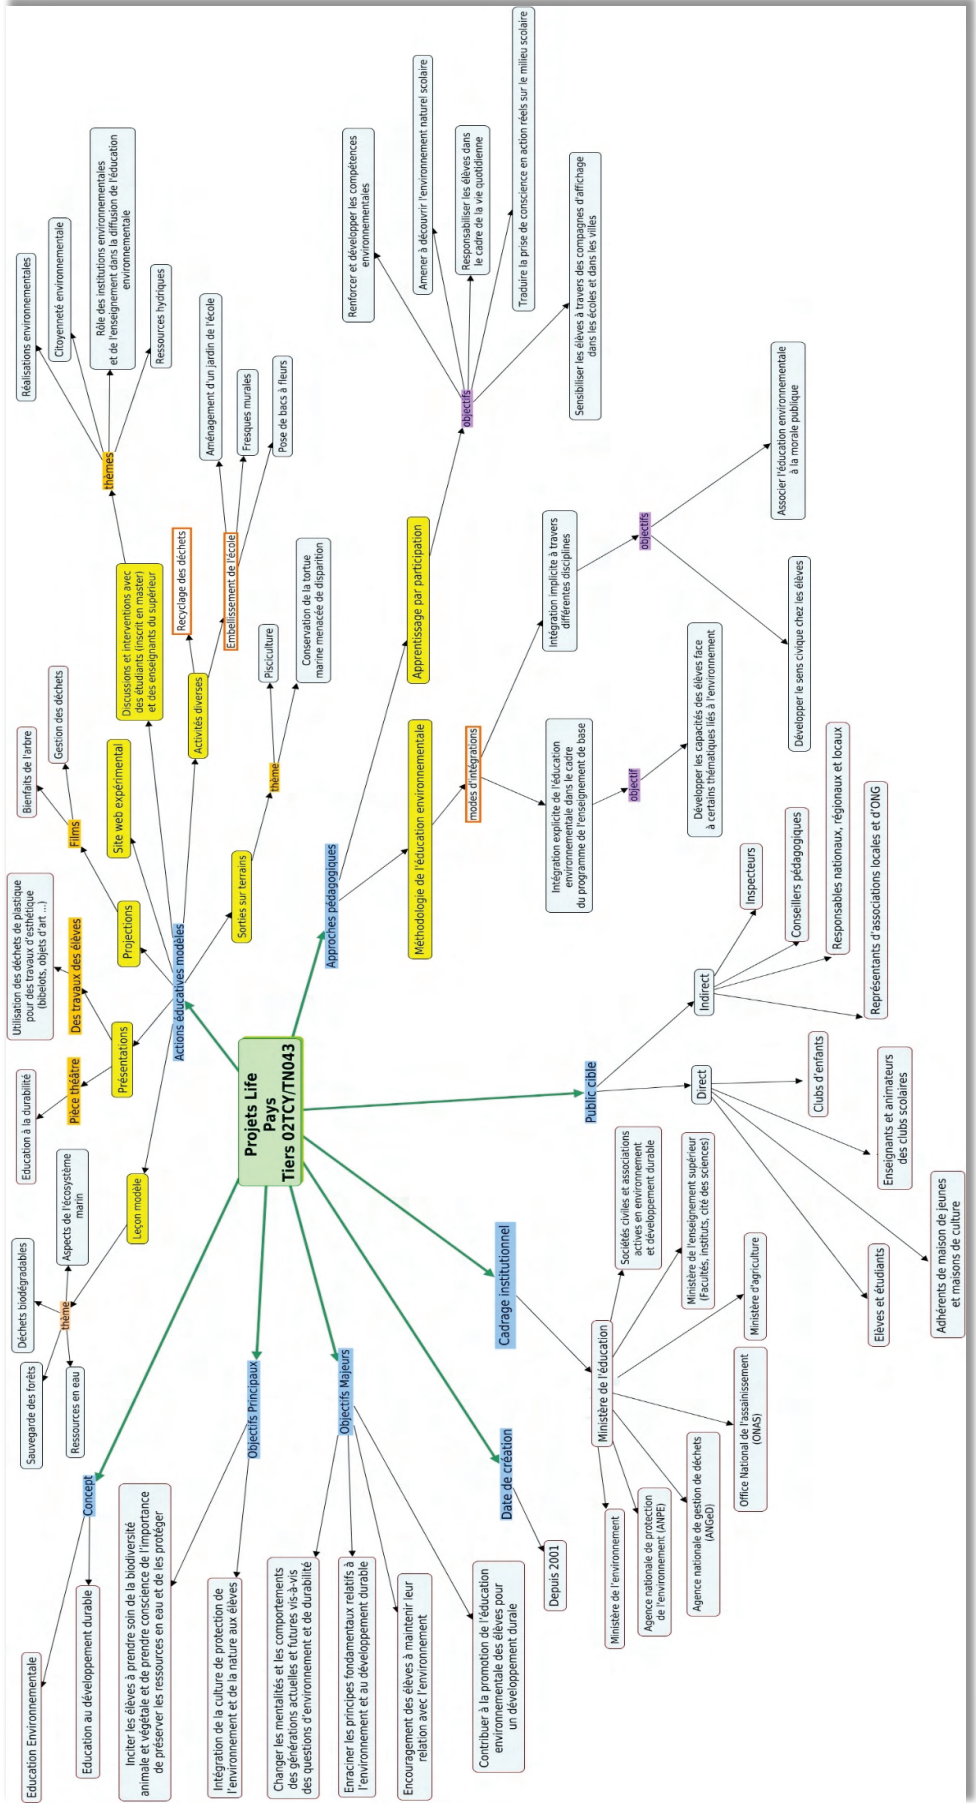 Projets Life
Pays
Tiers 02TCY/TN043
Concept
Education Environnementale
Education au développement durable
Objectifs Principaux
Inciter les élèves à prendre soin de la biodiversité
animale et végétale et de prendre conscience de l'importance
de préserver les ressources en eau et de les protéger
Intégration de la culture de protection de
l'environnement et de la nature aux élèves
Objectifs Majeurs
Changer les mentalités et les comportements
des générations actuelles et futures vis-à-vis
des questions d'environnement et de durabilité
Enraciner les principes fondamentaux relatifs à
l'environnement et au développement durable
Encouragement des élèves à maintenir leur
relation avec l'environnement
Contribuer à la promotion de l'éducation
environmentale des élèves pour
un développement durale
Date de création
Depuis 2001
Cadrage institutionnel
Ministère de l'éducation
Ministère de l'environnement
Agence nationale de protection
de l'environnement (ANPE)
Agence nationale de gestion de déchets
(ANGeD)
Office National de l'assainissement
(ONAS)
Ministère d'agriculture
Ministère de l'enseignement supérieur
(Facultés, instituts, cité des sciences)
Sociétés civiles et associations
actives en environnement
et développement durable
Public cible
Direct
Elèves et étudiants
Adhérents de maison de jeunes
et maisons de culture
Enseignants et animateurs
des clubs scolaires
Clubs d'enfants
Indirect
Représentants d'associations locales et d'ONG
Responsables nationaux, régionaux et locaux
Conseillers pédagogiques
Inspecteurs
Actions éducatives modèles
Leçon modèle
thème
Sauvegarde des forêts
Déchets biodégradables
Ressources en eau
Aspects de l'écosystème
marin
Présentations
Pièce théâtre
Education à la durabilité
Des travaux des élèves
Utilisation des déchets de plastique
pour des travaux d'esthétique
(bibelots, objets d'art ...)
Projections
Films
Bienfaits de l'arbre
Gestion des déchets
Site web expérimental
Discussions et interventions avec
des étudiants (inscrit en master)
et des enseignants du supérieur
thèmes
Réalisations environnementales
Citoyenneté environnementale
Rôle des institutions environnementales
et de l'enseignement dans la diffusion de l'éducation
environnementale
Ressources hydriques
Activités diverses
Recyclage des déchets
Embellissement de l'école
Aménagement d'un jardin de l'école
Fresques murales
Pose de bacs à fleurs
Sorties sur terrains
thème
Pisciculture
Conservation de la tortue
marine menacée de disparition
Approches pédagogiques
Apprentissage par participation
objectifs
Renforcer et développer les compétences
environnementales
Amener à découvrir l'environnement naturel scolaire
Responsabiliser les élèves dans
le cadre de la vie quotidienne
Traduire la prise de conscience en action réels sur le milieu scolaire
Sensibiliser les élèves à travers des compagnes d'affichage
dans les écoles et dans les villes
Méthodologie de l'éducation environnementale
modes d'intégrations
Intégration explicite de l'éducation
environnementale dans le cadre
du programme de l'enseignement de base
objectif
Développer les capacités des élèves face
à certains thématiques liés à l'environnement
Intégration implicite à travers
différentes disciplines
objectifs
Développer le sens civique chez les élèves
Associer l'éducation environnementale
à la morale publique